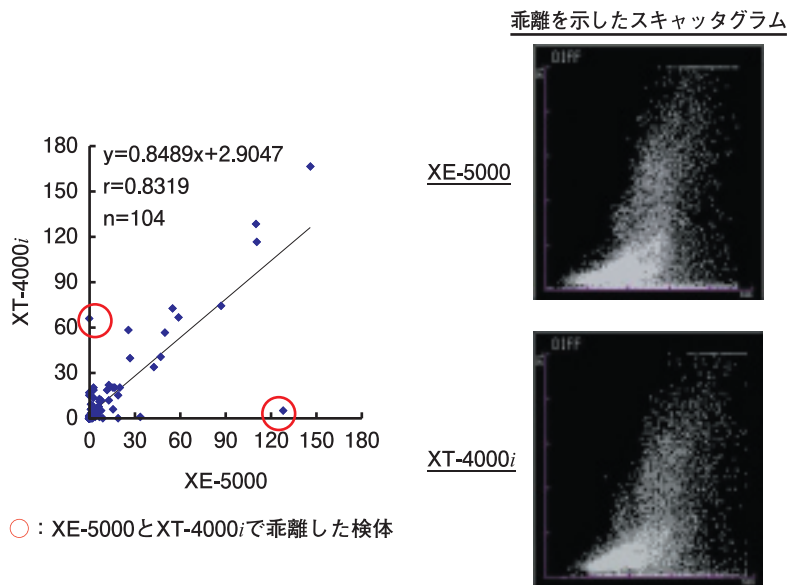 乖離を示したスキャッタグラム
DIFF
XE-5000
180
150
120
90
60
30
0
y=0.8489x+2.9047
r=0.8319
n=104
XT-4000i
0 30 60 90 120 150 180
XE-5000
DIFF
XT-4000i
○：XE-5000とXT-4000iで乖離した検体